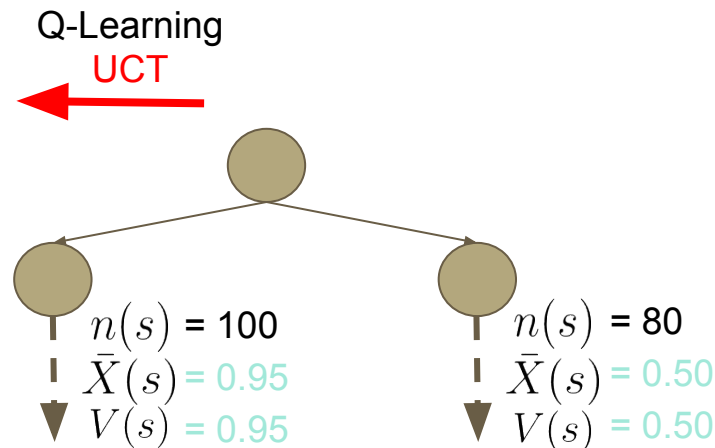 Q-Learning
UCT
n(s) = 100
X̄(s) = 0.95
V(s) = 0.95
n(s) = 80
X̄(s) = 0.50
V(s) = 0.50